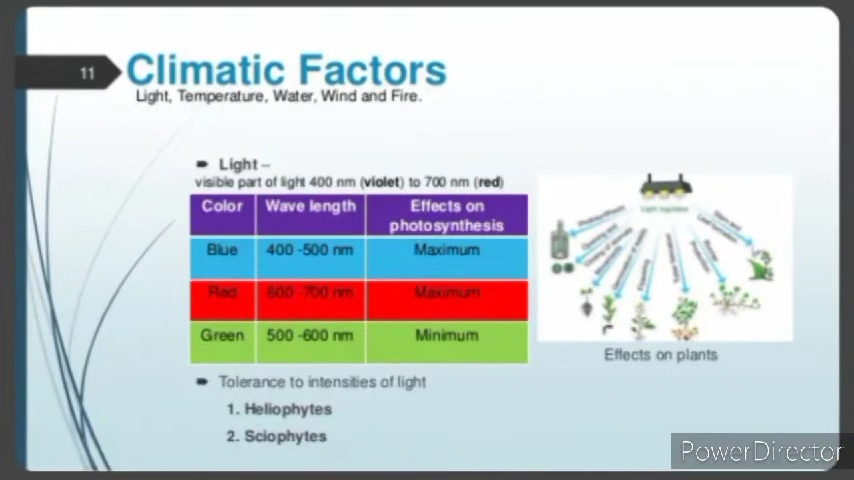 11
Climatic Factors
Light, Temperature, Water, Wind and Fire.
Light –
visible part of light 400 nm (violet) to 700 nm (red)
Color Wave length Effects on photosynthesis
Blue 400 -500 nm Maximum
Red 600 -700 nm Maximum
Green 500 -600 nm Minimum
Effects on plants
Tolerance to intensities of light
1. Heliophytes
2. Sciophytes
PowerDirector